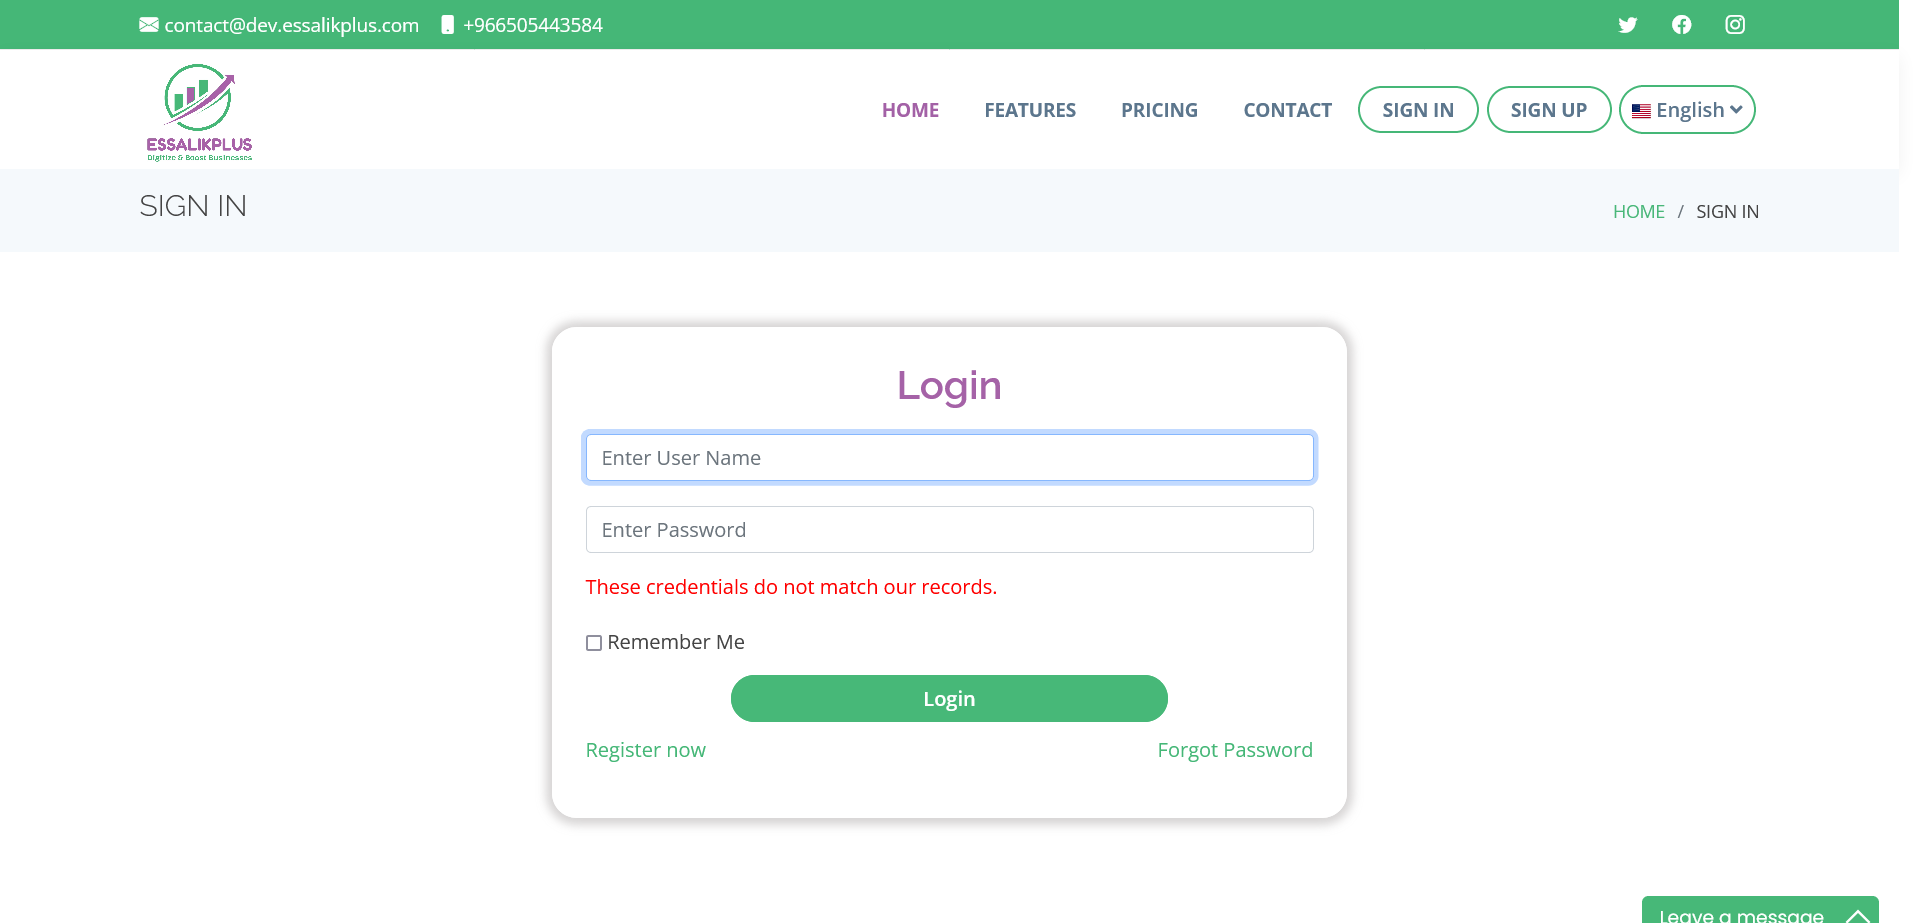 contact@dev.essalikplus.com +966505443584
ESSALIKPLUS
Digitize & Boost Businesses
HOME FEATURES PRICING CONTACT SIGN IN SIGN UP English
SIGN IN
HOME / SIGN IN
Login
Enter User Name
Enter Password
These credentials do not match our records.
Remember Me
Login
Register now Forgot Password
Leave a message